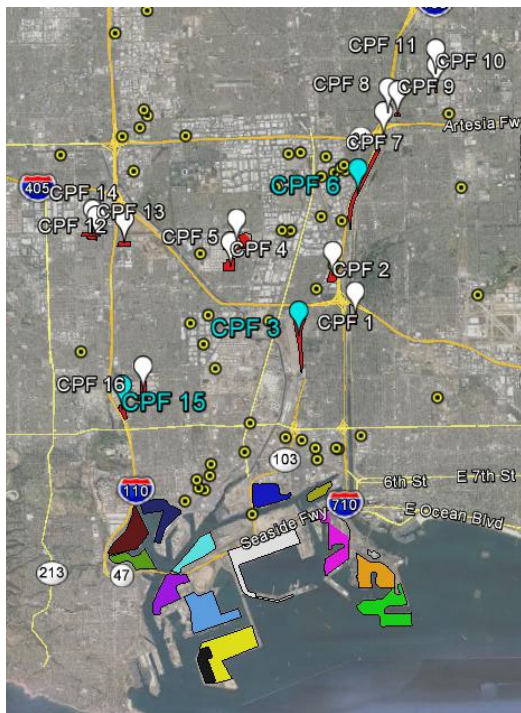 CPF 11
CPF 10
CPF 8
CPF 9
Artesia Fwy
CPF 7
CPF 6
405
CPF 14
CPF 13
CPF 12
CPF 5
CPF 4
CPF 2
CPF 3
CPF 1
CPF 16
CPF 15
103
110
6th St
E 7th St
710
Seaside Fwy
E Ocean Blvd
213
47